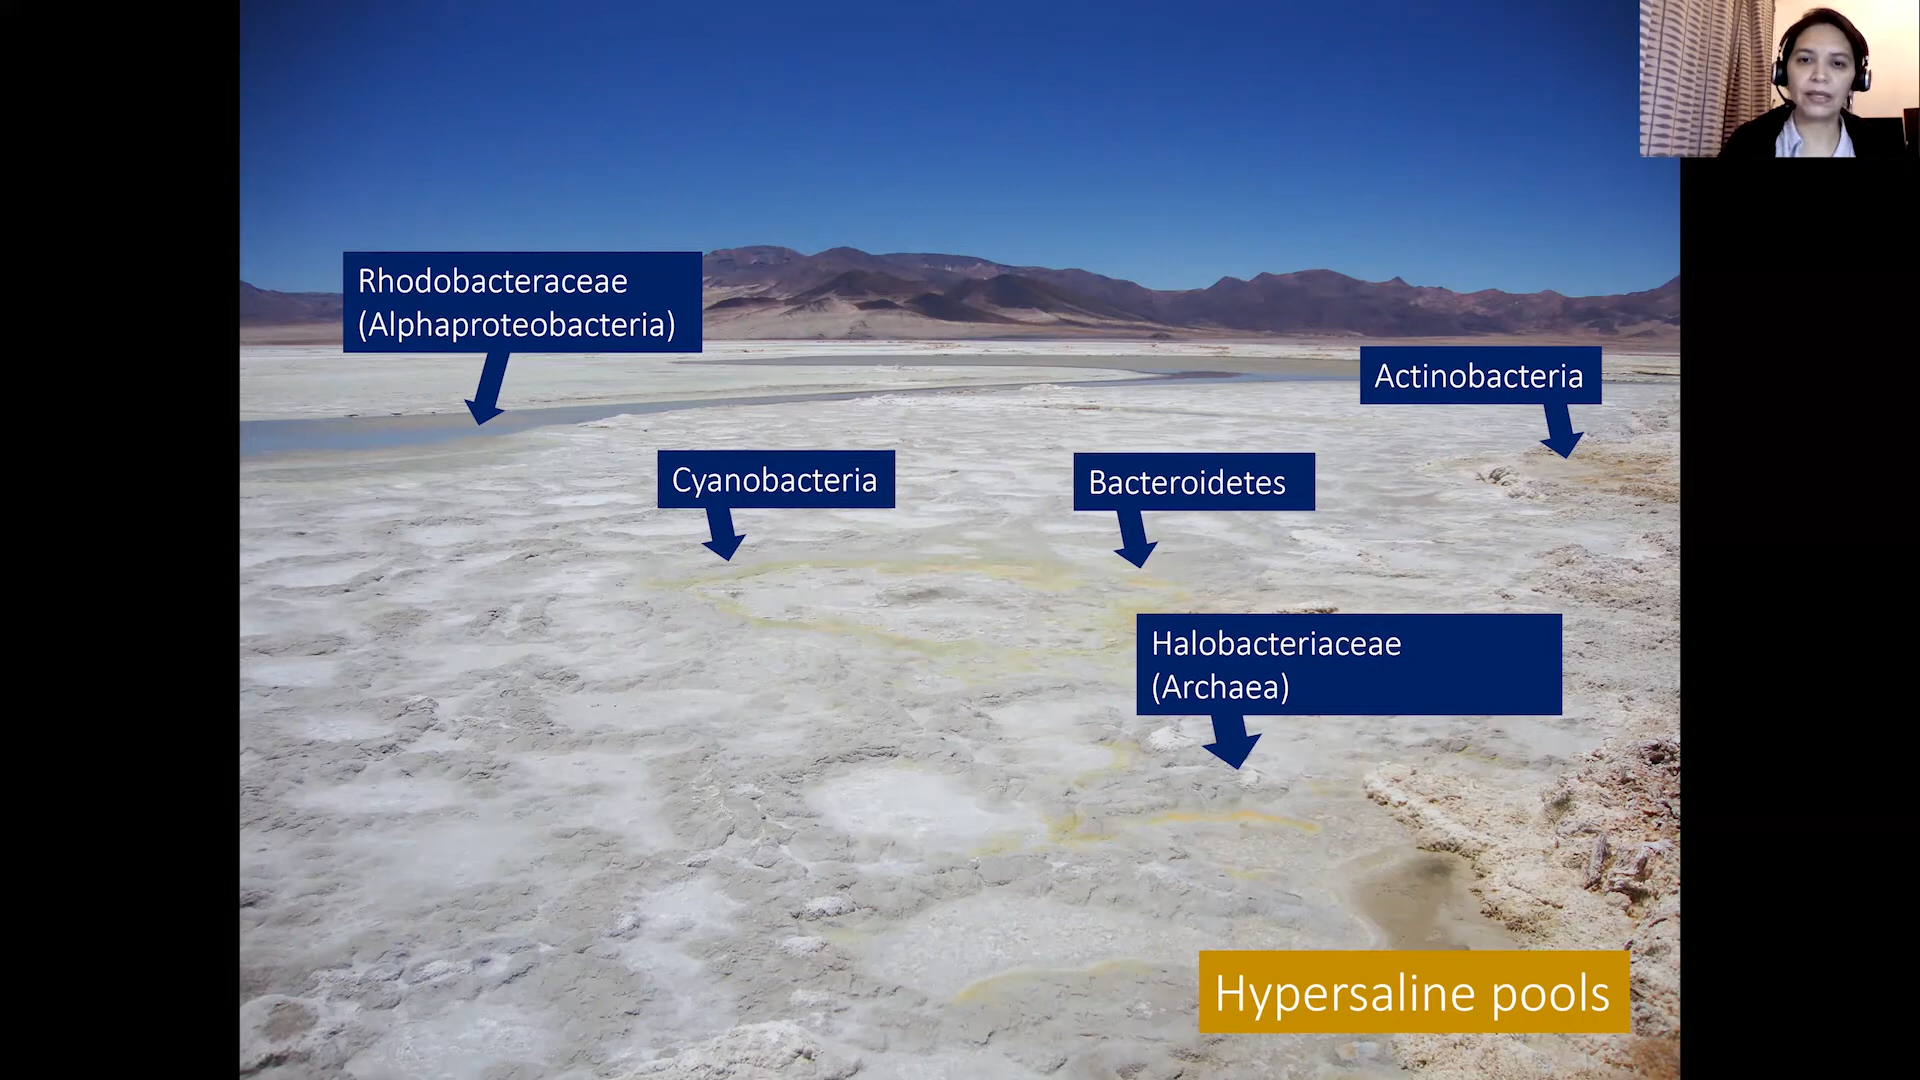 Rhodobacteraceae
(Alphaproteobacteria)
Actinobacteria
Cyanobacteria
Bacteroidetes
Halobacteriaceae
(Archaea)
Hypersaline pools